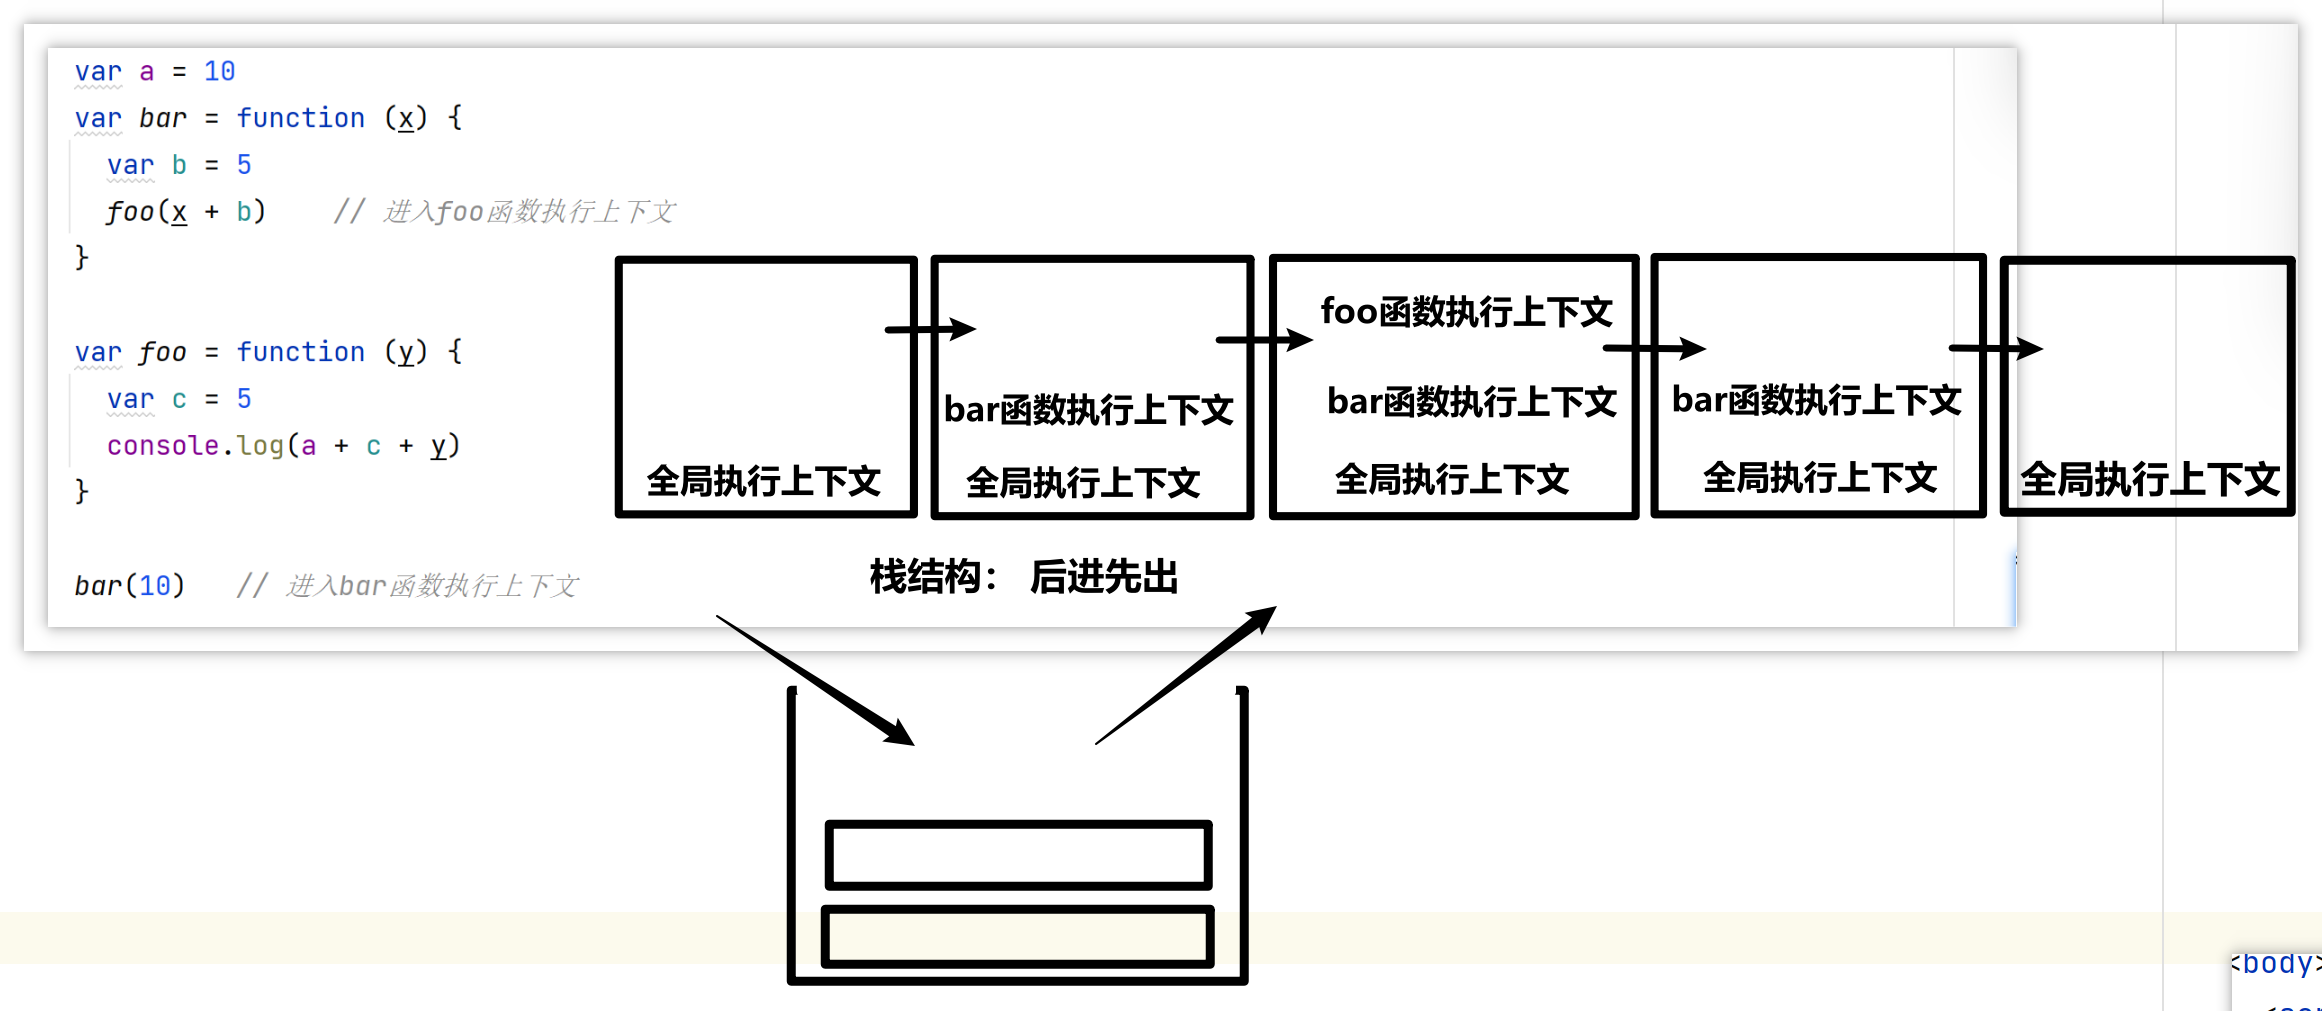 var a = 10
var bar = function (x) {
var b = 5
foo(x + b)    // 进入foo函数执行上下文
}
var foo = function (y) {
var c = 5
console.log(a + c + y)
}
bar(10)   // 进入bar函数执行上下文
全局执行上下文
bar函数执行上下文
全局执行上下文
foo函数执行上下文
bar函数执行上下文
全局执行上下文
bar函数执行上下文
全局执行上下文
全局执行上下文
栈结构： 后进先出
<body>